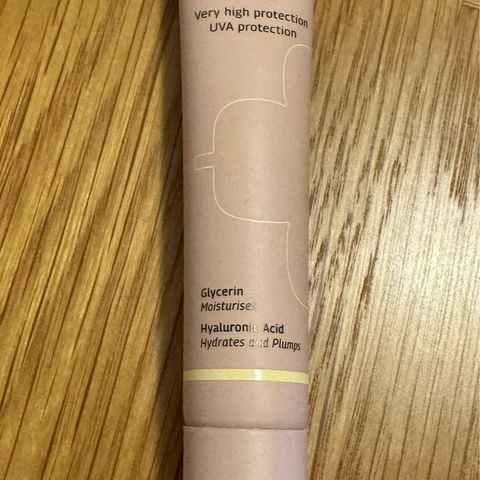 Very high protection
UVA protection
Glycerin
Moisturises
Hyaluronic Acid
Hydrates and Plumps